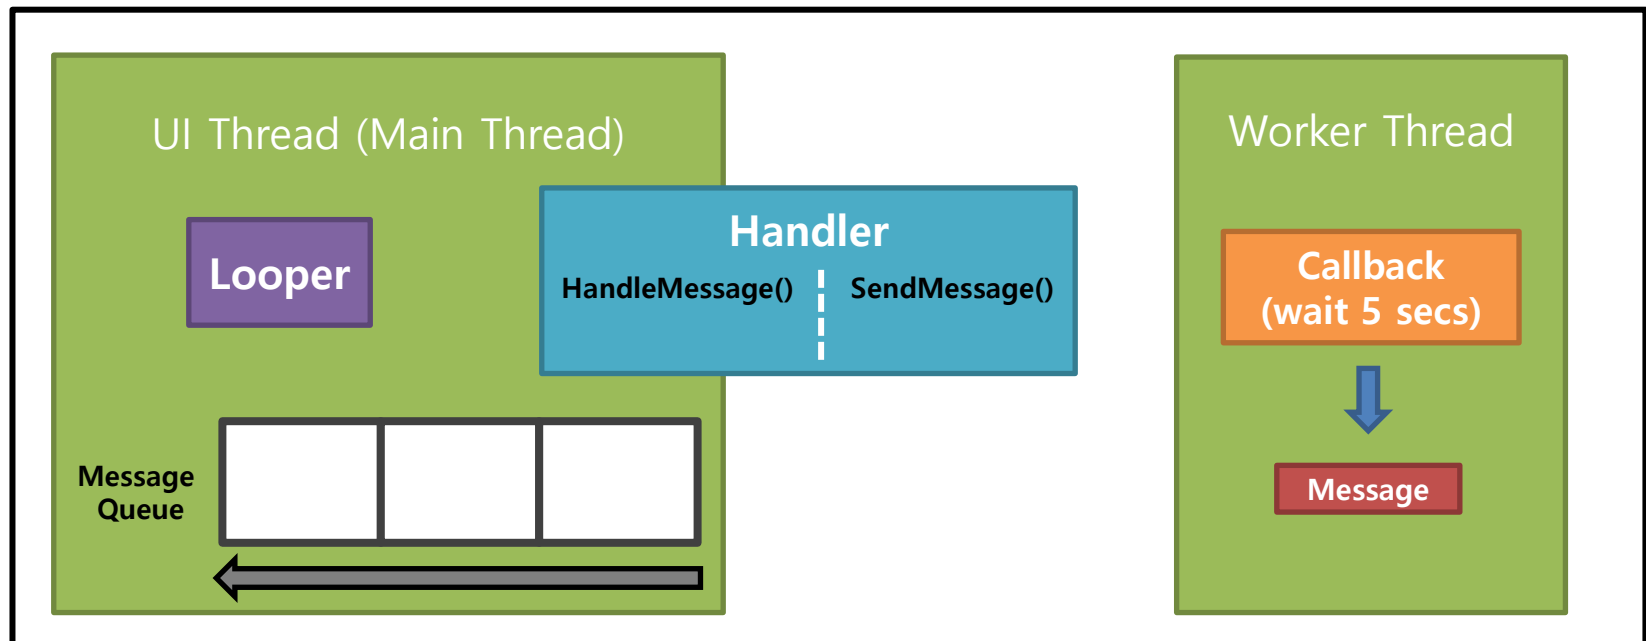 UI Thread (Main Thread)
Looper
Handler
HandleMessage()
SendMessage()
Message
Queue
Worker Thread
Callback
(wait 5 secs)
Message